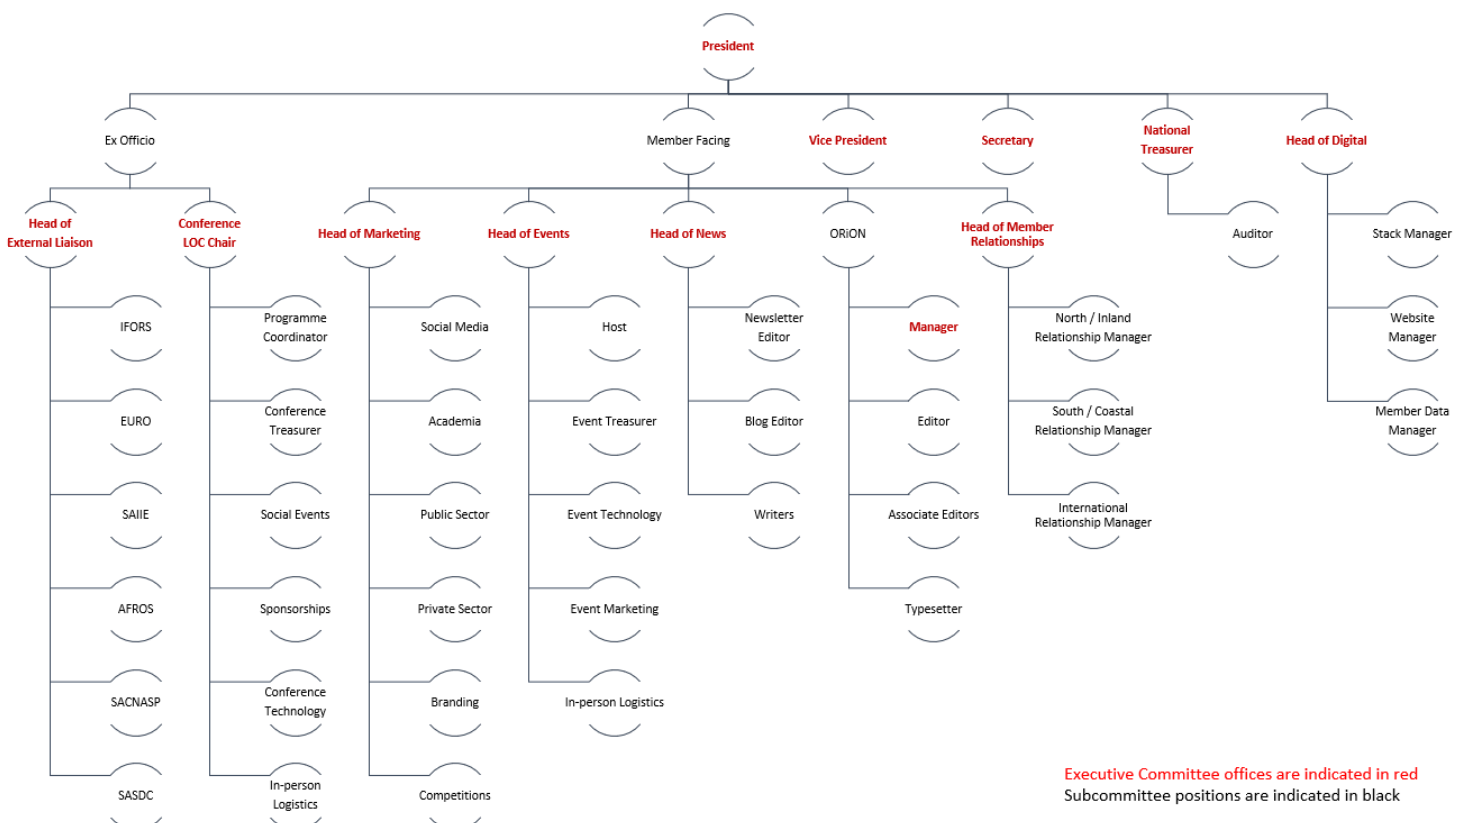 President
Ex Officio
Member Facing
Vice President
Secretary
National
Treasurer
Head of Digital
Head of
External Liaison
Conference
LOC Chair
Head of Marketing
Head of Events
Head of News
ORiON
Head of Member
Relationships
Auditor
Stack Manager
IFORS
Programme
Coordinator
Social Media
Host
Newsletter
Editor
Manager
North / Inland
Relationship Manager
Website
Manager
EURO
Conference
Treasurer
Academia
Event Treasurer
Blog Editor
Editor
South / Coastal
Relationship Manager
Member Data
Manager
SAIIE
Social Events
Public Sector
Event Technology
Writers
Associate Editors
International
Relationship Manager
AFROS
Sponsorships
Private Sector
Event Marketing
Typesetter
SACNASP
Conference
Technology
Branding
In-person Logistics
SASDC
In-person
Logistics
Competitions
Executive Committee offices are indicated in red
Subcommittee positions are indicated in black